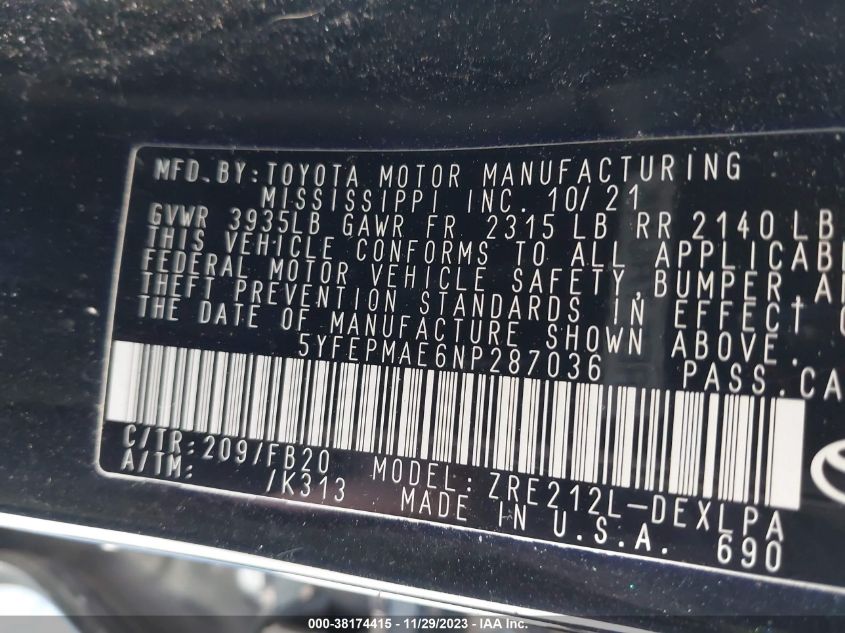 MFD.BY:TOYOTA MOTOR MANUFACTURING
MISSISSIPPI INC. 10/21
GVWR 3935LB GAWR FR 2315 LB RR 2140 LB
THIS VEHICLE CONFORMS TO ALL APPLICABL
FEDERAL MOTOR VEHICLE SAFETY,BUMPER,AN
THEFT PREVENTION STANDARDS IN EFFECT O
THE DATE OF MANUFACTURE SHOWN ABOVE.
5YFEPMAE6NP287036 PASS.CA
C/TR:209/FB20 MODEL:ZRE212L-DEXLPA
A/TM: /K313 MADE IN U.S.A. 690
000-38174415 - 11/29/2023 - IAA Inc.